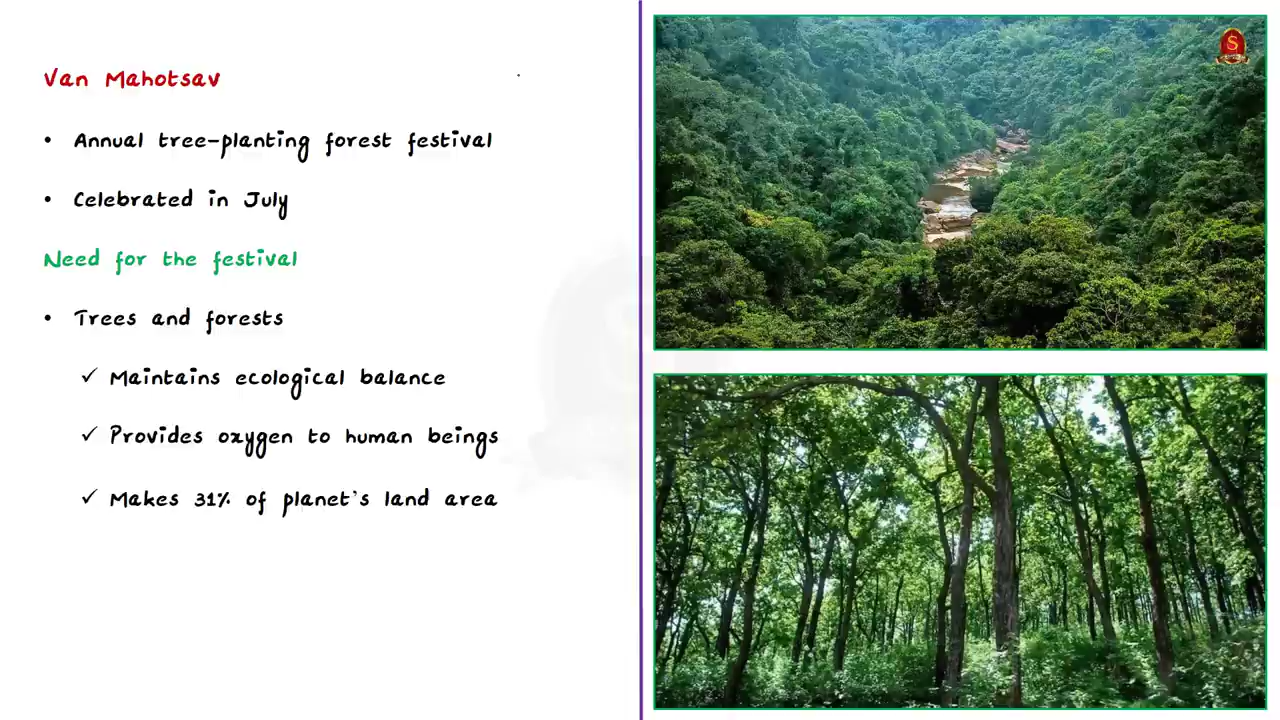 Van Mahotsav
• Annual tree-planting forest festival
• Celebrated in July
Need for the festival
• Trees and forests
✓ Maintains ecological balance
✓ Provides oxygen to human beings
✓ Makes 31% of planet's land area
S